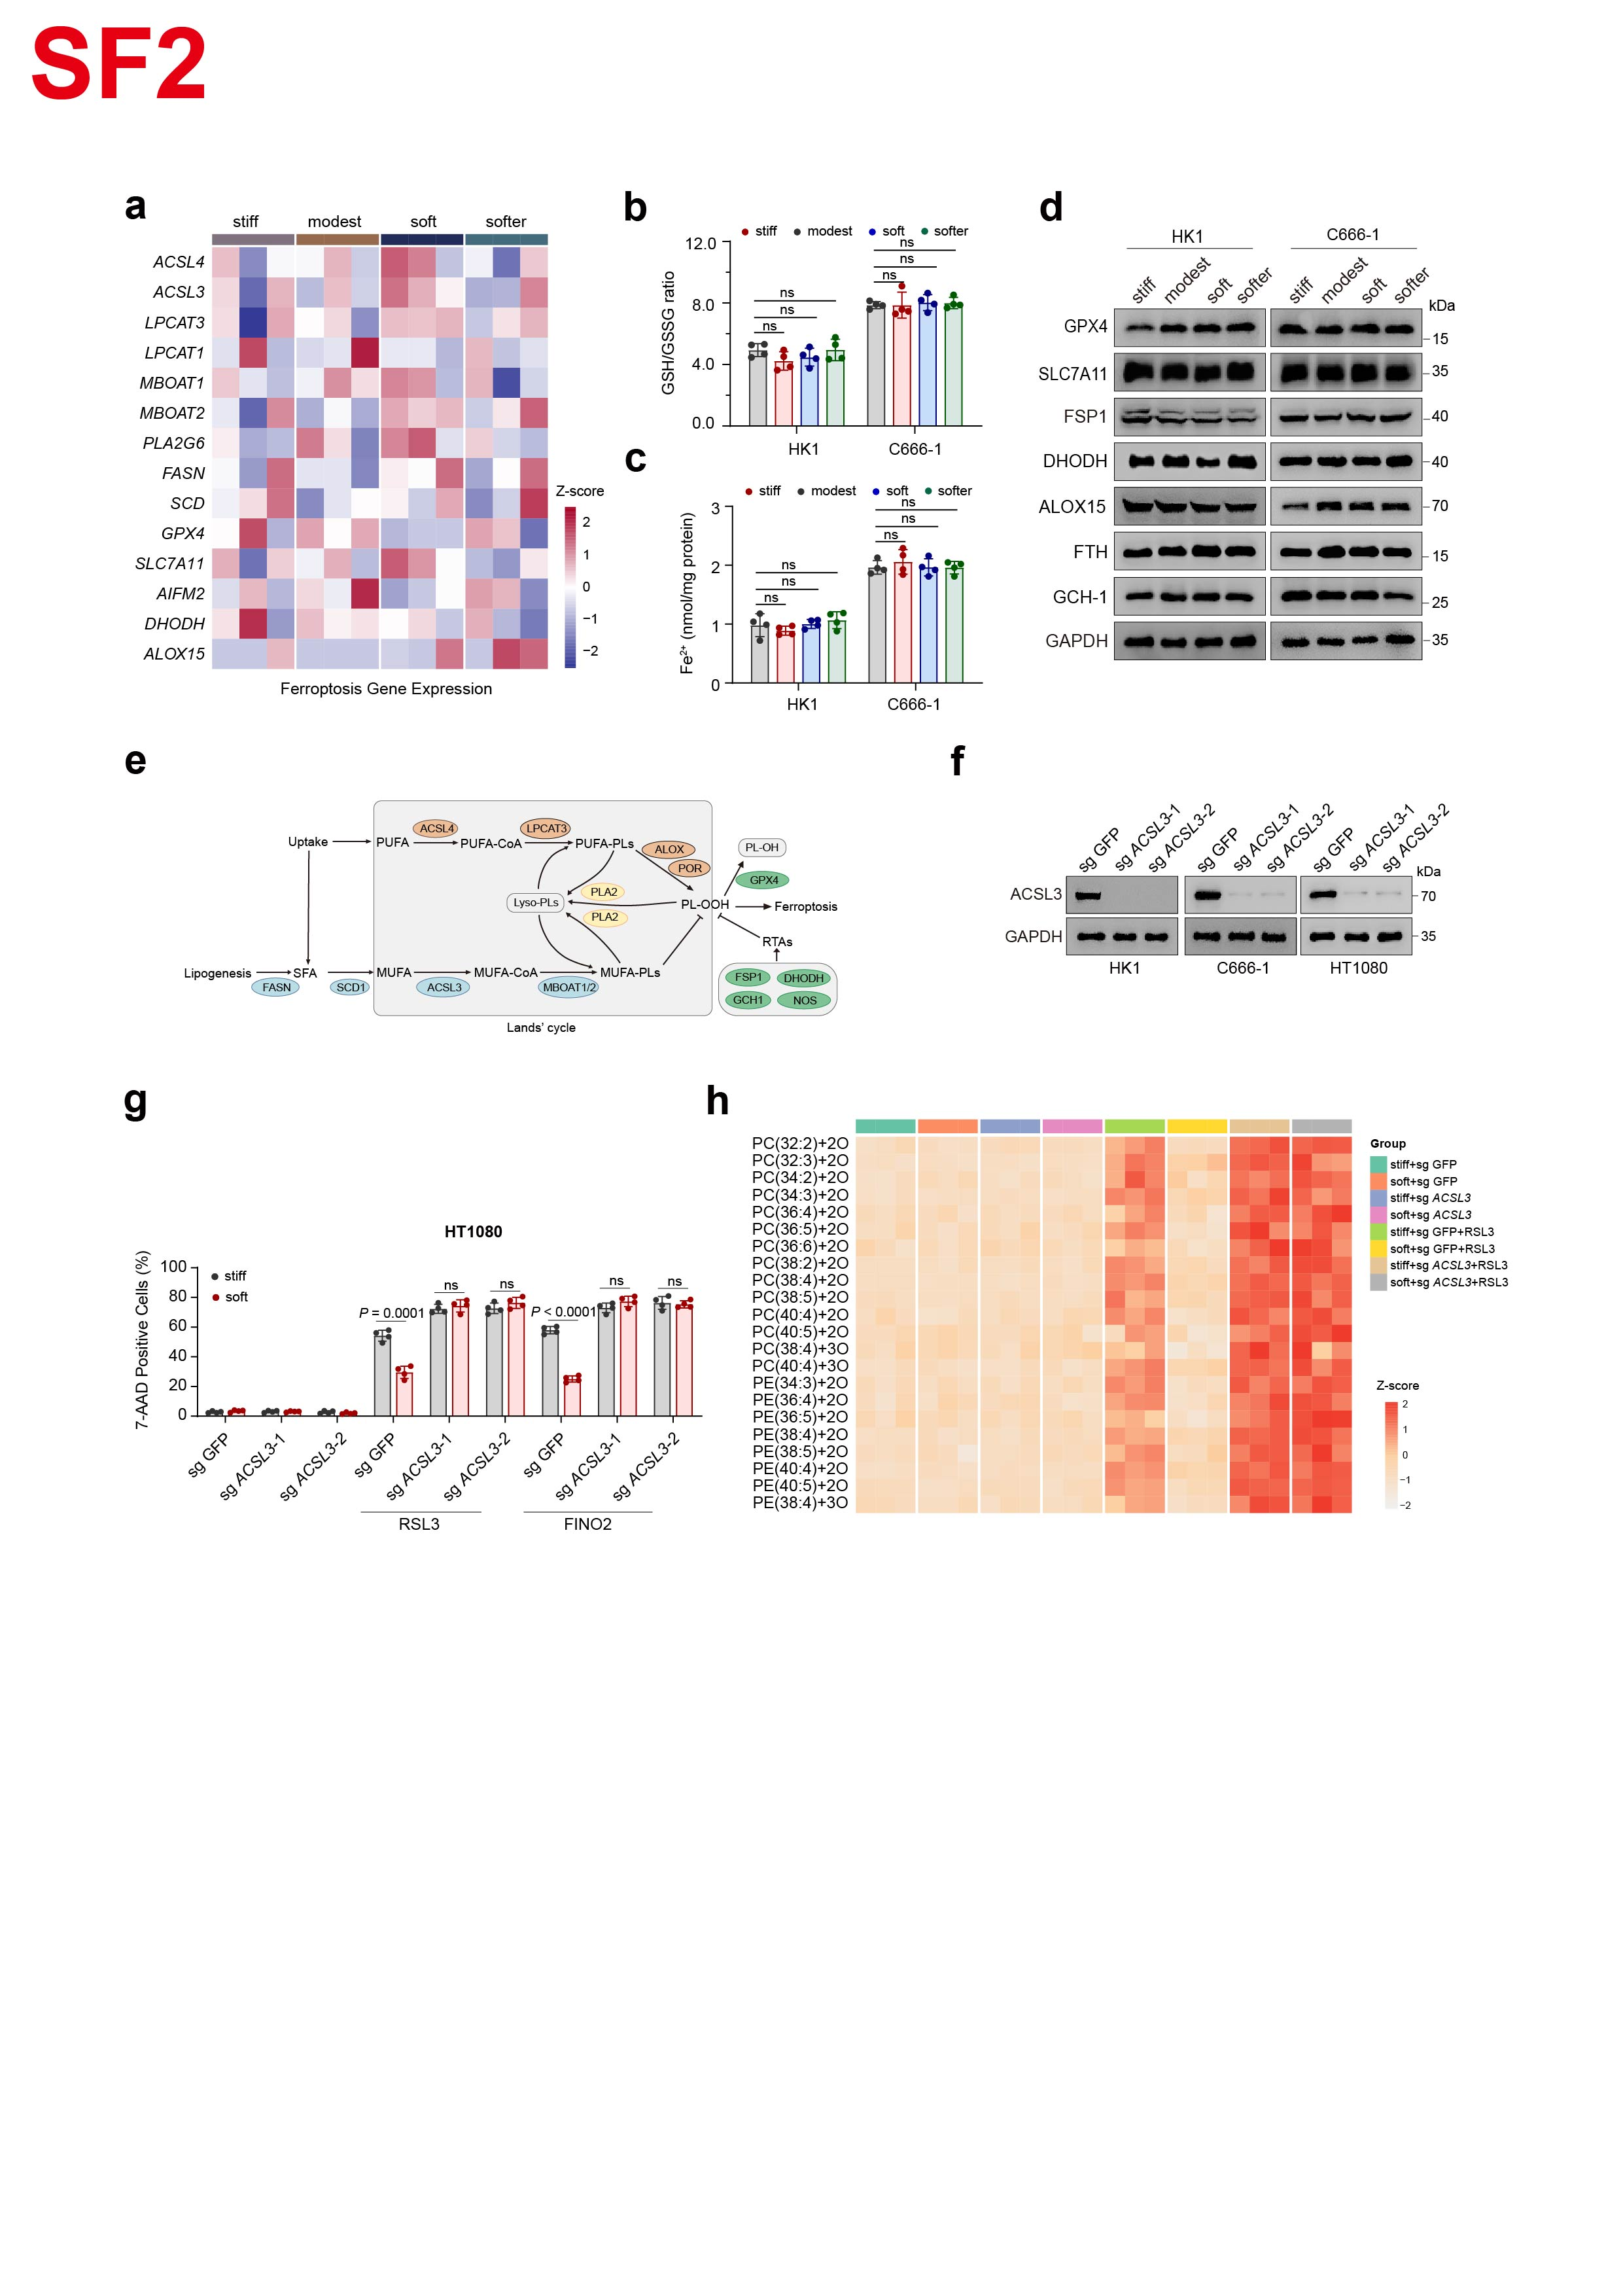 SF2
a
stiff modest soft softer
ACSL4
ACSL3
LPCAT3
LPCAT1
MBOAT1
MBOAT2
PLA2G6
FASN
SCD
GPX4
SLC7A11
AIFM2
DHODH
ALOX15
Z-score
2
1
0
−1
−2
Ferroptosis Gene Expression
b
stiff modest soft softer
GSH/GSSG ratio
12.0
8.0
4.0
0.0
ns
ns
ns
ns
ns
ns
HK1 C666-1
c
stiff modest soft softer
Fe²⁺ (nmol/mg protein)
3
2
1
0
ns
ns
ns
ns
ns
ns
HK1 C666-1
d
HK1 C666-1
stiff modest soft softer stiff modest soft softer
kDa
GPX4 15
SLC7A11 35
FSP1 40
DHODH 40
ALOX15 70
FTH 15
GCH-1 25
GAPDH 35
e
Uptake PUFA ACSL4 PUFA-CoA LPCAT3 PUFA-PLs ALOX POR PL-OH GPX4
Lyso-PLs PLA2 PLA2 PL-OOH Ferroptosis
RTAs
Lipogenesis FASN SFA SCD1 MUFA ACSL3 MUFA-CoA MBOAT1/2 MUFA-PLs
FSP1 DHODH
GCH1 NOS
Lands’ cycle
f
sg GFP sg ACSL3-1 sg ACSL3-2 sg GFP sg ACSL3-1 sg ACSL3-2 sg GFP sg ACSL3-1 sg ACSL3-2
kDa
ACSL3 70
GAPDH 35
HK1 C666-1 HT1080
g
HT1080
7-AAD Positive Cells (%)
100
80
60
40
20
0
stiff
soft
P = 0.0001 ns ns P < 0.0001 ns ns
sg GFP sg ACSL3-1 sg ACSL3-2 sg GFP sg ACSL3-1 sg ACSL3-2 sg GFP sg ACSL3-1 sg ACSL3-2
RSL3 FINO2
h
PC(32:2)+2O
PC(32:3)+2O
PC(34:2)+2O
PC(34:3)+2O
PC(36:4)+2O
PC(36:5)+2O
PC(36:6)+2O
PC(38:2)+2O
PC(38:4)+2O
PC(38:5)+2O
PC(40:4)+2O
PC(40:5)+2O
PC(38:4)+3O
PC(40:4)+3O
PE(34:3)+2O
PE(36:4)+2O
PE(36:5)+2O
PE(38:4)+2O
PE(38:5)+2O
PE(40:4)+2O
PE(40:5)+2O
PE(38:4)+3O
Group
stiff+sg GFP
soft+sg GFP
stiff+sg ACSL3
soft+sg ACSL3
stiff+sg GFP+RSL3
soft+sg GFP+RSL3
stiff+sg ACSL3+RSL3
soft+sg ACSL3+RSL3
Z-score
2
1
0
−1
−2